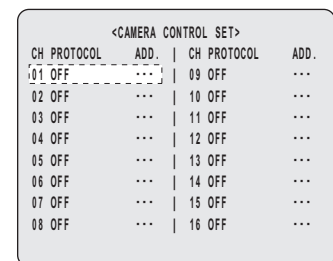 <CAMERA CONTROL SET>
CH PROTOCOL ADD. | CH PROTOCOL ADD.
01 OFF --- | 09 OFF ---
02 OFF --- | 10 OFF ---
03 OFF --- | 11 OFF ---
04 OFF --- | 12 OFF ---
05 OFF --- | 13 OFF ---
06 OFF --- | 14 OFF ---
07 OFF --- | 15 OFF ---
08 OFF --- | 16 OFF ---